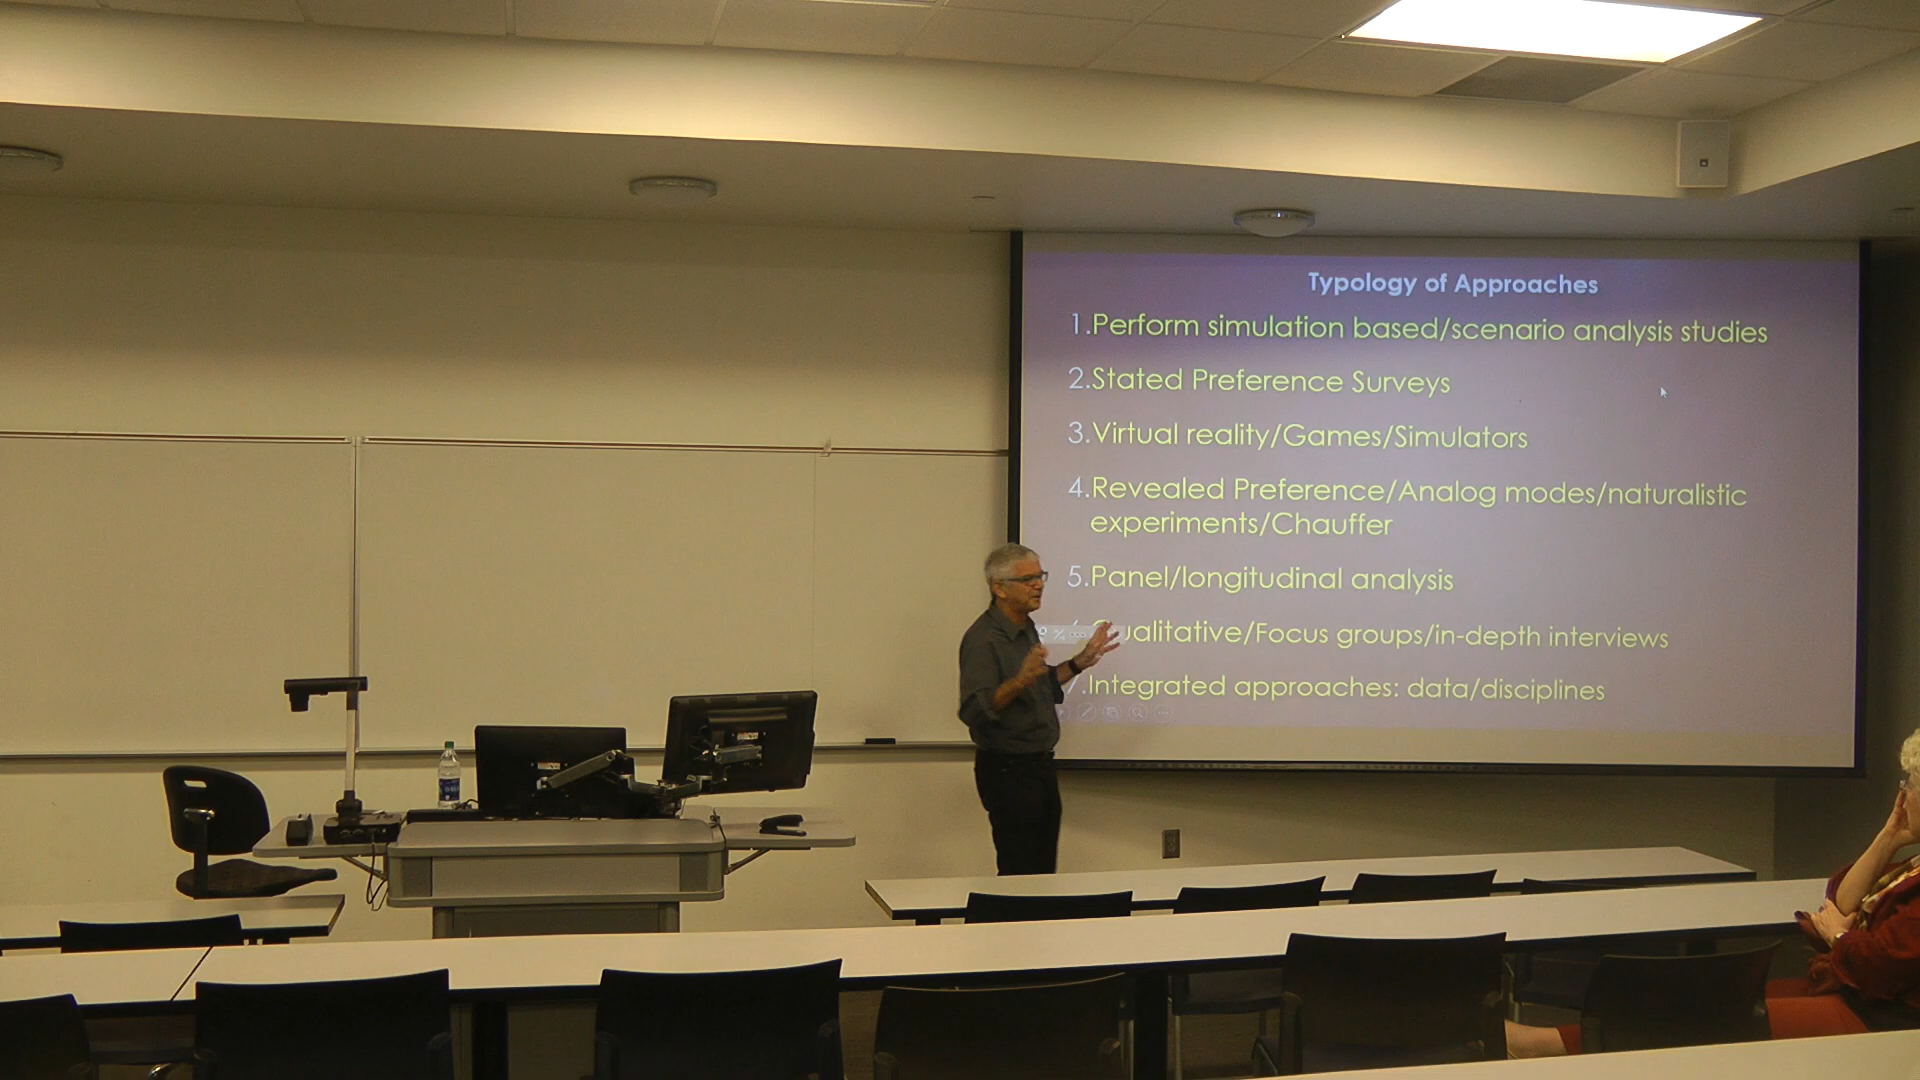 Typology of Approaches
1.Perform simulation based/scenario analysis studies
2.Stated Preference Surveys
3.Virtual reality/Games/Simulators
4.Revealed Preference/Analog modes/naturalistic
experiments/Chauffer
5.Panel/longitudinal analysis
Qualitative/Focus groups/in-depth interviews
7.Integrated approaches: data/disciplines